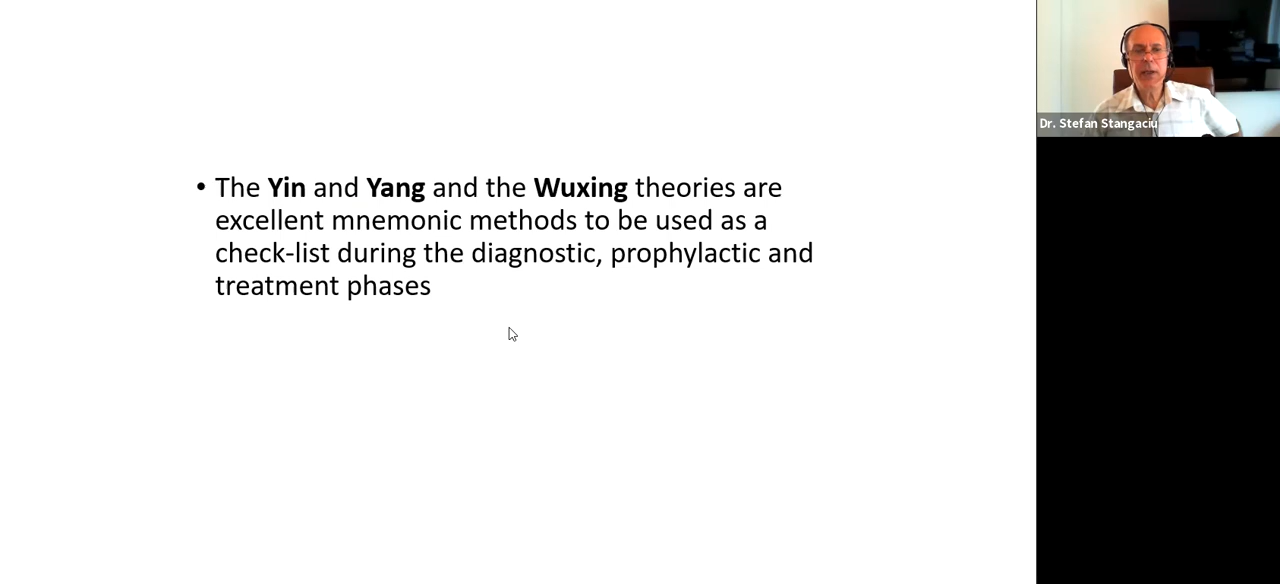 • The Yin and Yang and the Wuxing theories are
excellent mnemonic methods to be used as a
check-list during the diagnostic, prophylactic and
treatment phases
Dr. Stefan Stangaciu